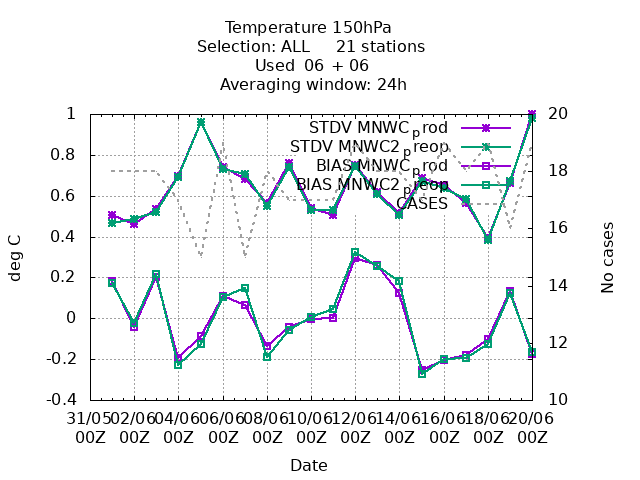 Temperature 150hPa
Selection: ALL 21 stations
Used 06 + 06
Averaging window: 24h
STDV MNWC_prod
STDV MNWC2_preop
BIAS MNWC_prod
BIAS MNWC2_preop
CASES
1
0.8
0.6
0.4
0.2
0
-0.2
-0.4
deg C
20
18
16
14
12
10
No cases
31/05 02/06 04/06 06/06 08/06 10/06 12/06 14/06 16/06 18/06 20/06
00Z 00Z 00Z 00Z 00Z 00Z 00Z 00Z 00Z 00Z 00Z
Date